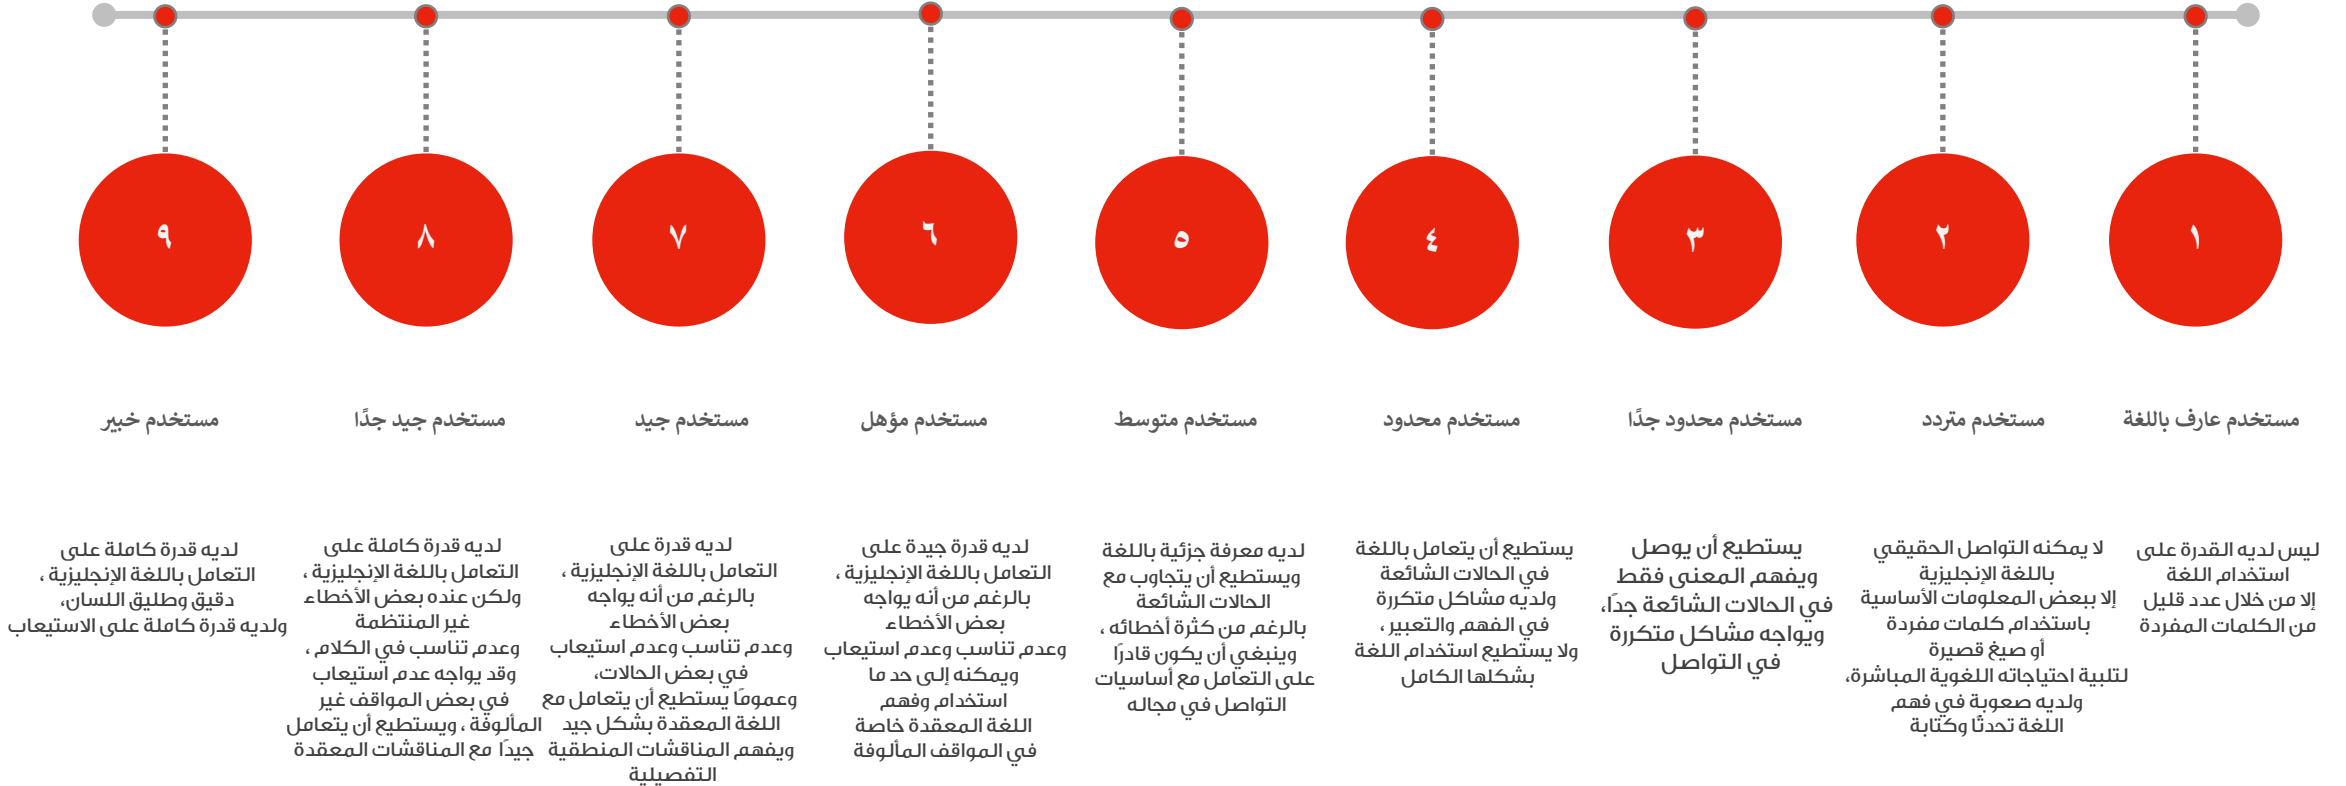 ١
٢
٣
٤
٥
٦
٧
٨
٩
مستخدم عارف باللغة
مستخدم متردد
مستخدم محدود جدًا
مستخدم محدود
مستخدم متوسط
مستخدم مؤهل
مستخدم جيد
مستخدم جيد جدًا
مستخدم خبير
ليس لديه القدرة على
استخدام اللغة
إلا من خلال عدد قليل
من الكلمات المفردة
لا يمكنه التواصل الحقيقي
باللغة الإنجليزية
إلا ببعض المعلومات الأساسية
باستخدام كلمات مفردة
أو صيغ قصيرة
لتلبية احتياجاته اللغوية المباشرة،
ولديه صعوبة في فهم
اللغة تحدثًا وكتابة
يستطيع أن يوصل
ويفهم المعنى فقط
في الحالات الشائعة جدًا،
ويواجه مشاكل متكررة
في التواصل
يستطيع أن يتعامل باللغة
في الحالات الشائعة
ولديه مشاكل متكررة
في الفهم والتعبير ،
ولا يستطيع استخدام اللغة
بشكلها الكامل
لديه معرفة جزئية باللغة
ويستطيع أن يتجاوب مع
الحالات الشائعة
بالرغم من كثرة أخطائه ،
وينبغي أن يكون قادرًا
على التعامل مع أساسيات
التواصل في مجاله
لديه قدرة جيدة على
التعامل باللغة الإنجليزية ،
بالرغم من أنه يواجه
بعض الأخطاء
وعدم تناسب وعدم استيعاب
ويمكنه إلى حد ما
استخدام وفهم
اللغة المعقدة خاصة
في المواقف المألوفة
لديه قدرة على
التعامل باللغة الإنجليزية ،
بالرغم من أنه يواجه
بعض الأخطاء
وعدم تناسب وعدم استيعاب
في بعض الحالات،
وعمومًا يستطيع أن يتعامل مع
اللغة المعقدة بشكل جيد
ويفهم المناقشات المنطقية
التفصيلية
لديه قدرة كاملة على
التعامل باللغة الإنجليزية ،
ولكن عنده بعض الأخطاء
غير المنتظمة
وعدم تناسب في الكلام ،
وقد يواجه عدم استيعاب
في بعض المواقف غير
المألوفة ، ويستطيع أن يتعامل
جيدًا مع المناقشات المعقدة
لديه قدرة كاملة على
التعامل باللغة الإنجليزية ،
دقيق وطليق اللسان،
ولديه قدرة كاملة على الاستيعاب